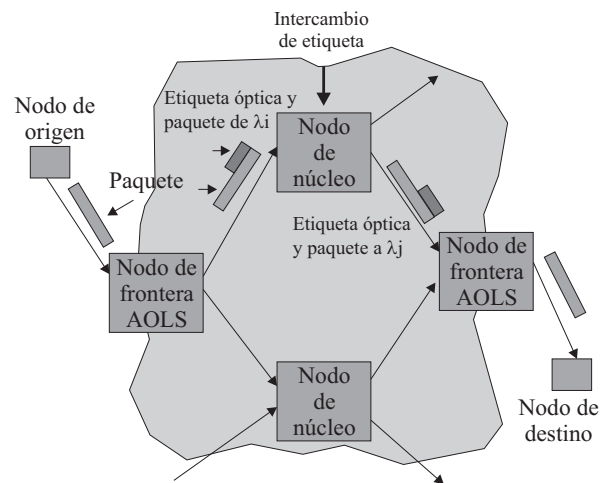 Intercambio
de etiqueta
Etiqueta óptica y
paquete de λi
Nodo de
origen
Nodo
de
núcleo
Paquete
Etiqueta óptica
y paquete a λj
Nodo de
frontera
AOLS
Nodo de
frontera
AOLS
Nodo
de
núcleo
Nodo de
destino